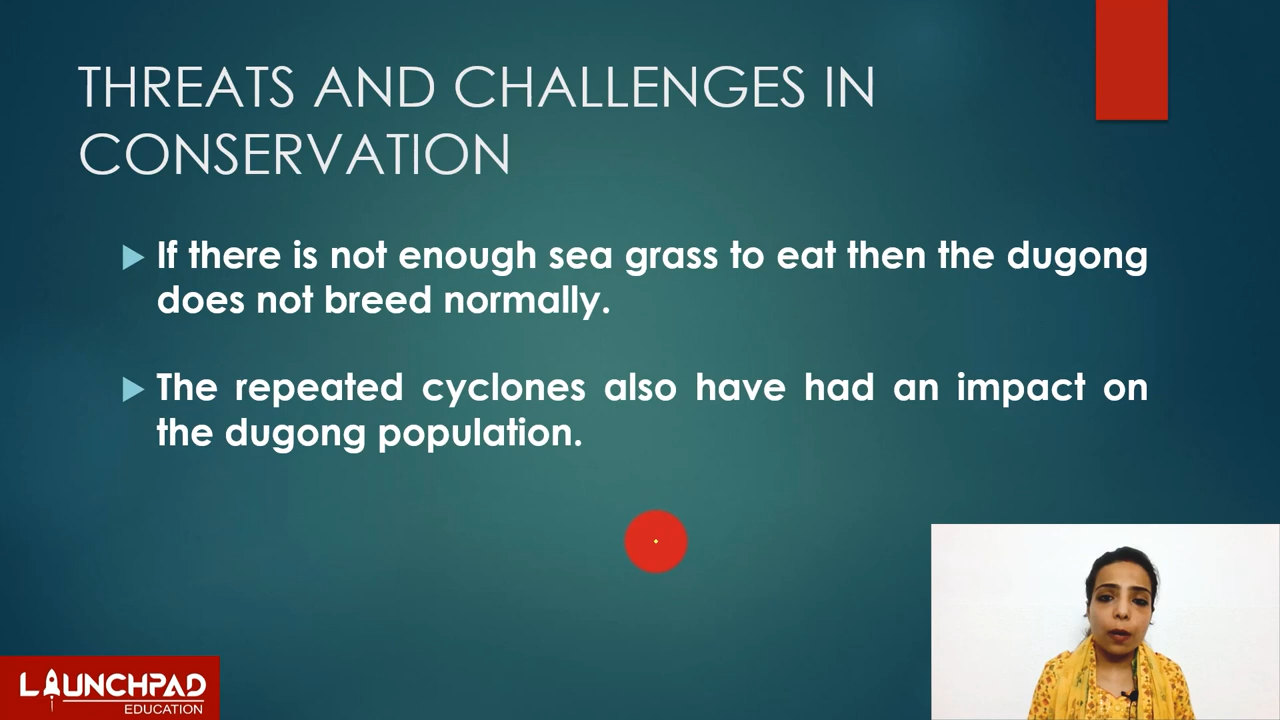 THREATS AND CHALLENGES IN
CONSERVATION
If there is not enough sea grass to eat then the dugong
does not breed normally.
The repeated cyclones also have had an impact on
the dugong population.
LAUNCHPAD
EDUCATION